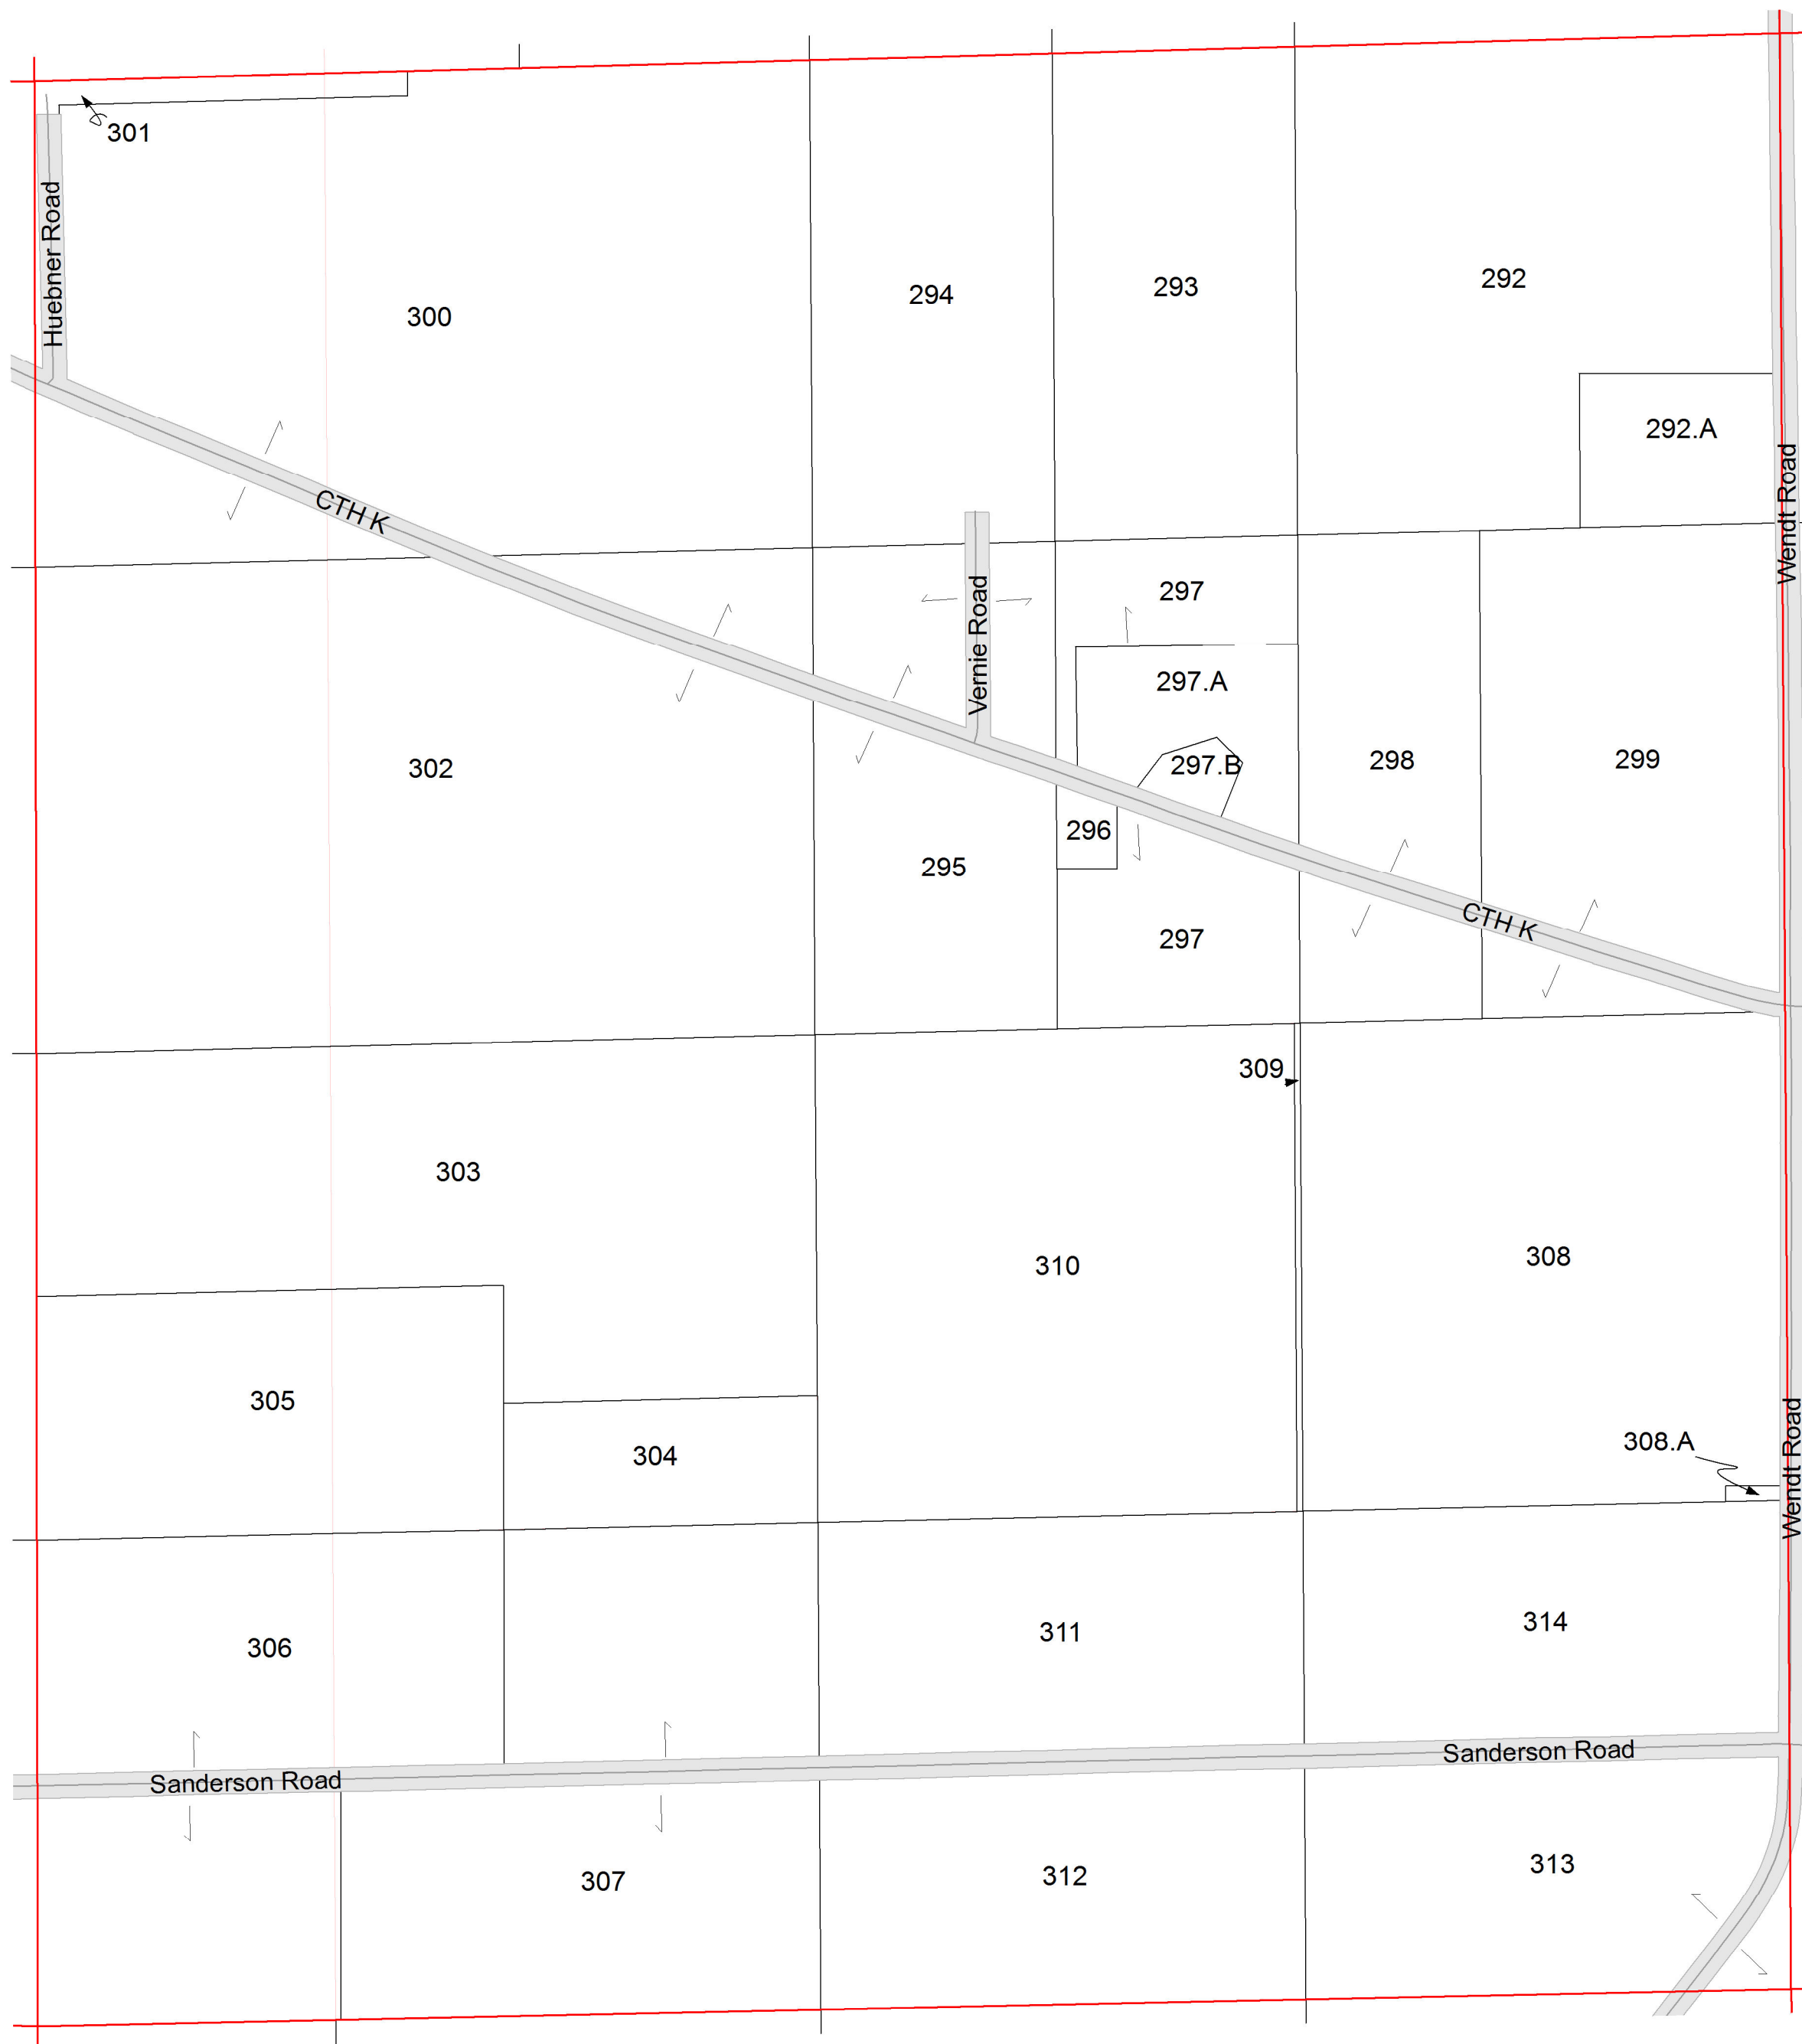 301
Huebner Road
300
294
293
292
292.A
Wendt Road
CTH K
Vernie Road
297
297.A
297.B
298
299
302
296
295
297
CTH K
309
303
310
308
305
304
308.A
Wendt Road
306
311
314
Sanderson Road
Sanderson Road
307
312
313